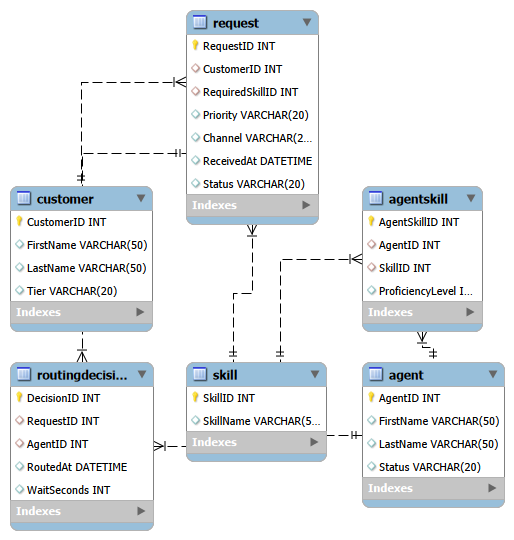 request
RequestID INT
CustomerID INT
RequiredSkillID INT
Priority VARCHAR(20)
Channel VARCHAR(2...
ReceivedAt DATETIME
Status VARCHAR(20)
Indexes
customer
CustomerID INT
FirstName VARCHAR(50)
LastName VARCHAR(50)
Tier VARCHAR(20)
Indexes
agentskill
AgentSkillID INT
AgentID INT
SkillID INT
ProficiencyLevel I...
Indexes
routingdecisi...
DecisionID INT
RequestID INT
AgentID INT
RoutedAt DATETIME
WaitSeconds INT
Indexes
skill
SkillID INT
SkillName VARCHAR(5...
Indexes
agent
AgentID INT
FirstName VARCHAR(50)
LastName VARCHAR(50)
Status VARCHAR(20)
Indexes